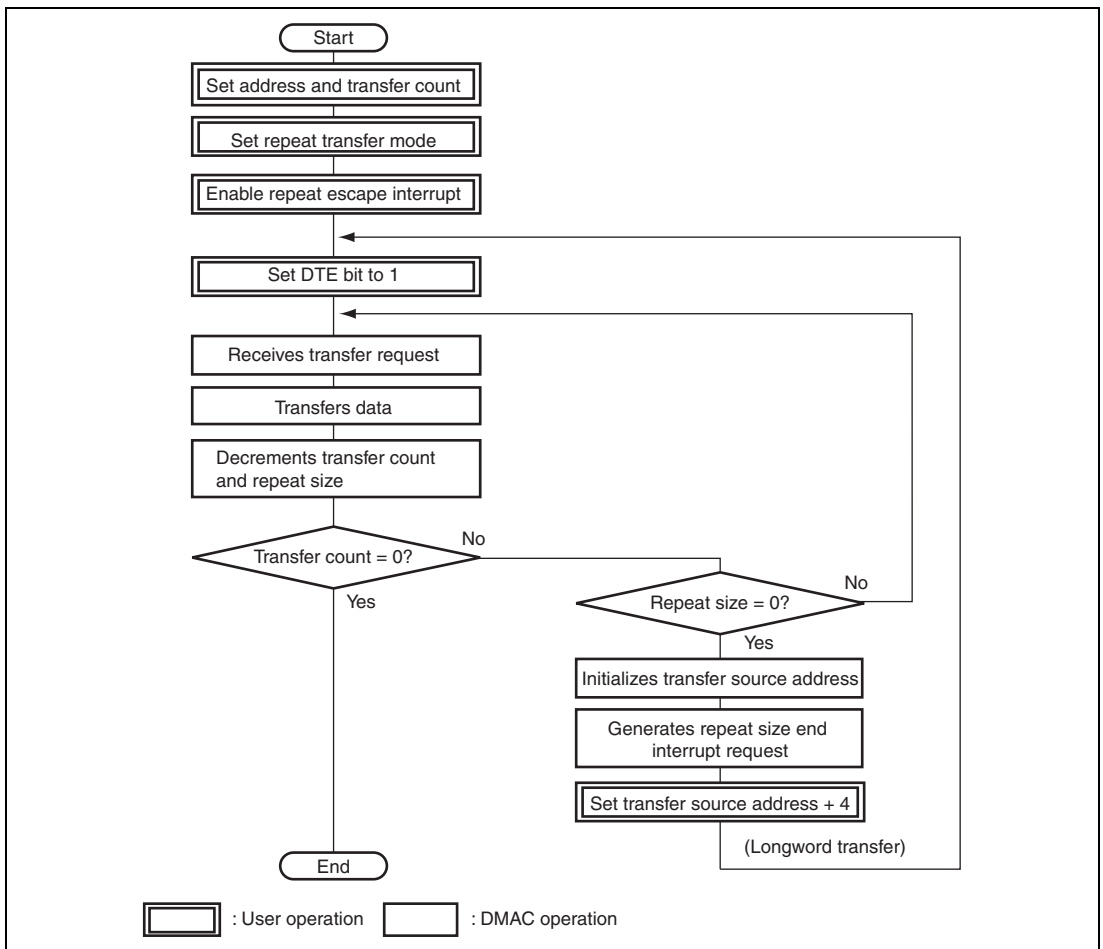 Start
Set address and transfer count
Set repeat transfer mode
Enable repeat escape interrupt
Set DTE bit to 1
Receives transfer request
Transfers data
Decrements transfer count
and repeat size
Transfer count = 0?
No
Yes
Repeat size = 0?
No
Yes
Initializes transfer source address
Generates repeat size end
interrupt request
Set transfer source address + 4
(Longword transfer)
End
: User operation
: DMAC operation